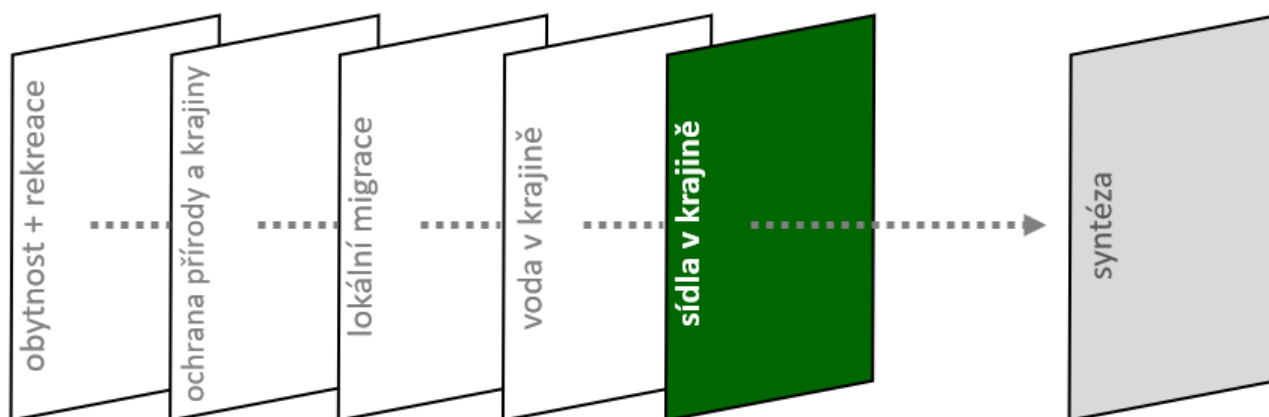 obytnost + rekreace
ochrana přírody a krajiny
lokální migrace
voda v krajině
sídla v krajině
syntéza